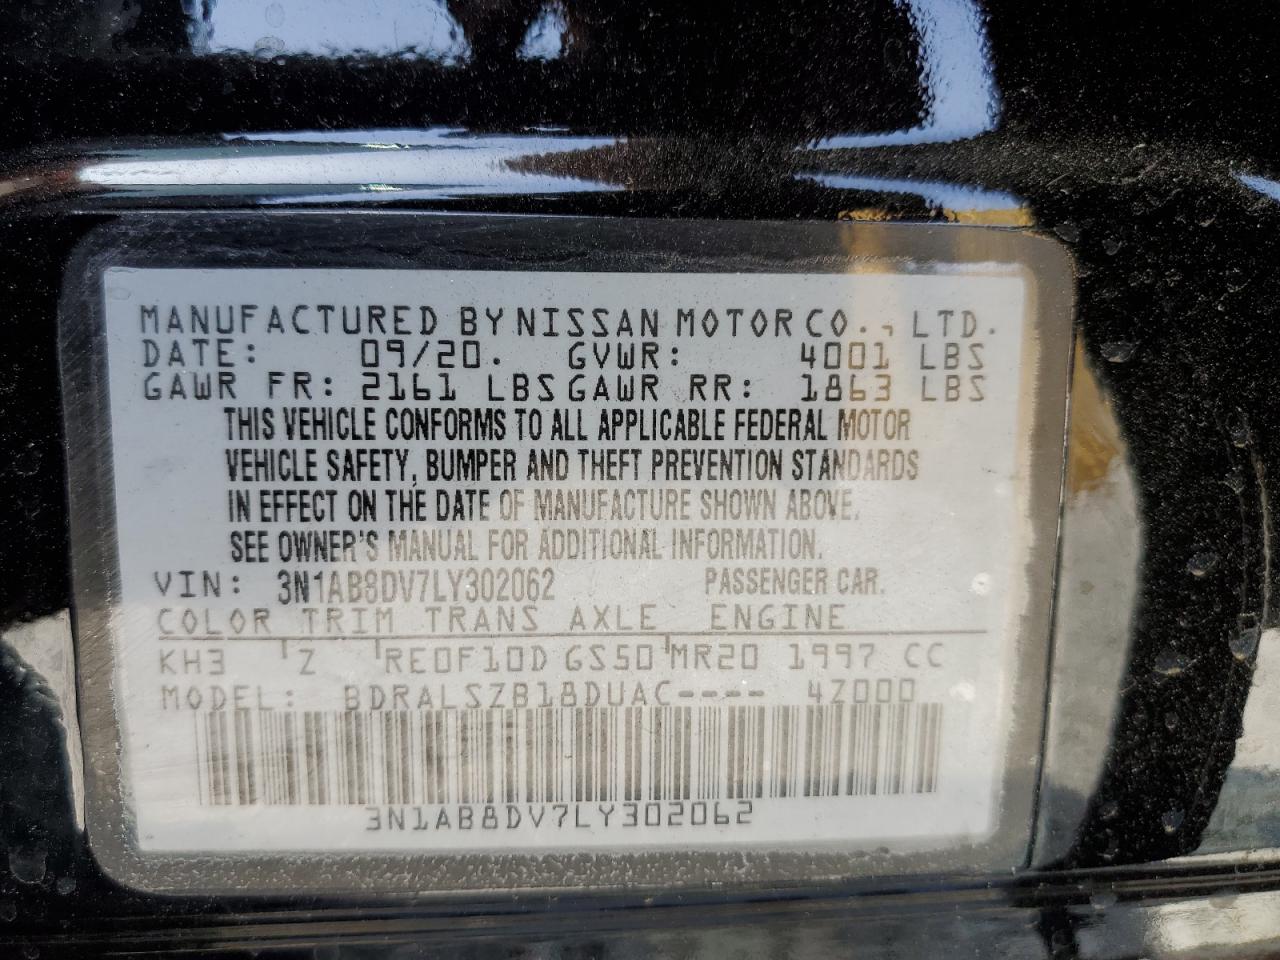 MANUFACTURED BY NISSAN MOTOR CO., LTD.
DATE: 09/20. GVWR: 4001 LBS
GAWR FR: 2161 LBS GAWR RR: 1863 LBS
THIS VEHICLE CONFORMS TO ALL APPLICABLE FEDERAL MOTOR
VEHICLE SAFETY, BUMPER AND THEFT PREVENTION STANDARDS
IN EFFECT ON THE DATE OF MANUFACTURE SHOWN ABOVE.
SEE OWNER'S MANUAL FOR ADDITIONAL INFORMATION.
VIN: 3N1AB8DV7LY302062 PASSENGER CAR.
COLOR TRIM TRANS AXLE ENGINE
KH3 Z RE0F10D GS50 MR20 1997 CC
MODEL: BDRALSZB18DUAC---- 4Z000
3N1AB8DV7LY302062